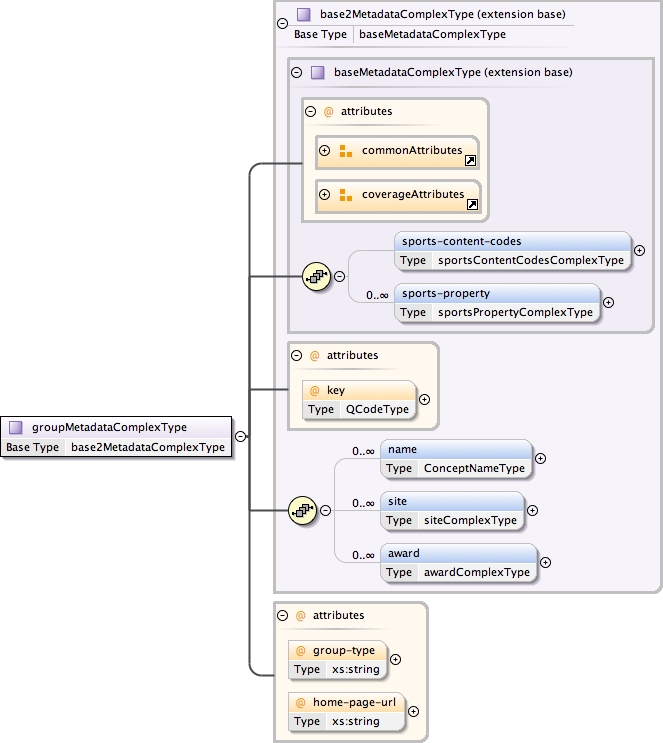 base2MetadataComplexType (extension base)
Base Type baseMetadataComplexType
baseMetadataComplexType (extension base)
@ attributes
commonAttributes
coverageAttributes
sports-content-codes
Type sportsContentCodesComplexType
0..∞ sports-property
Type sportsPropertyComplexType
@ attributes
@ key
Type QCodeType
groupMetadataComplexType
Base Type base2MetadataComplexType
0..∞ name
Type ConceptNameType
0..∞ site
Type siteComplexType
0..∞ award
Type awardComplexType
@ attributes
@ group-type
Type xs:string
@ home-page-url
Type xs:string